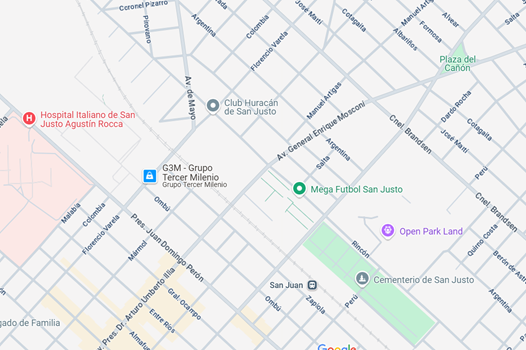 Coronel Pizarro
Pirovano
Argentina
Colombia
Florencio Varela
José Martí
Cotagaita
Manuel Artigas
Albariños
Formosa
Alvear
Salta
Plaza del
Cañón
Av. de Mayo
Club Huracán
de San Justo
Hospital Italiano de San
Justo Agustín Rocca
Manuel Artigas
Av. General Enrique Mosconi
Cnel. Brandsen
Dardo Rocha
José Martí
Cotagaita
Perú
G3M - Grupo
Tercer Milenio
Grupo Tercer Milenio
Argentina
Salta
Mega Futbol San Justo
Cnel. Brandsen
Malabia
Colombia
Florencio Varela
Ombú
Mármol
Pres. Juan Domingo Perón
Open Park Land
Rincón
Quirno Costa
Berón de Astrada
Argentina
Salta
Av. Pres. Dr. Arturo Umberto Illia
Gral. Ocampo
Entre Ríos
Almafuerte
San Juan
Ombú
Zapiola
Perú
Cementerio de San Justo
gado de Familia
Google